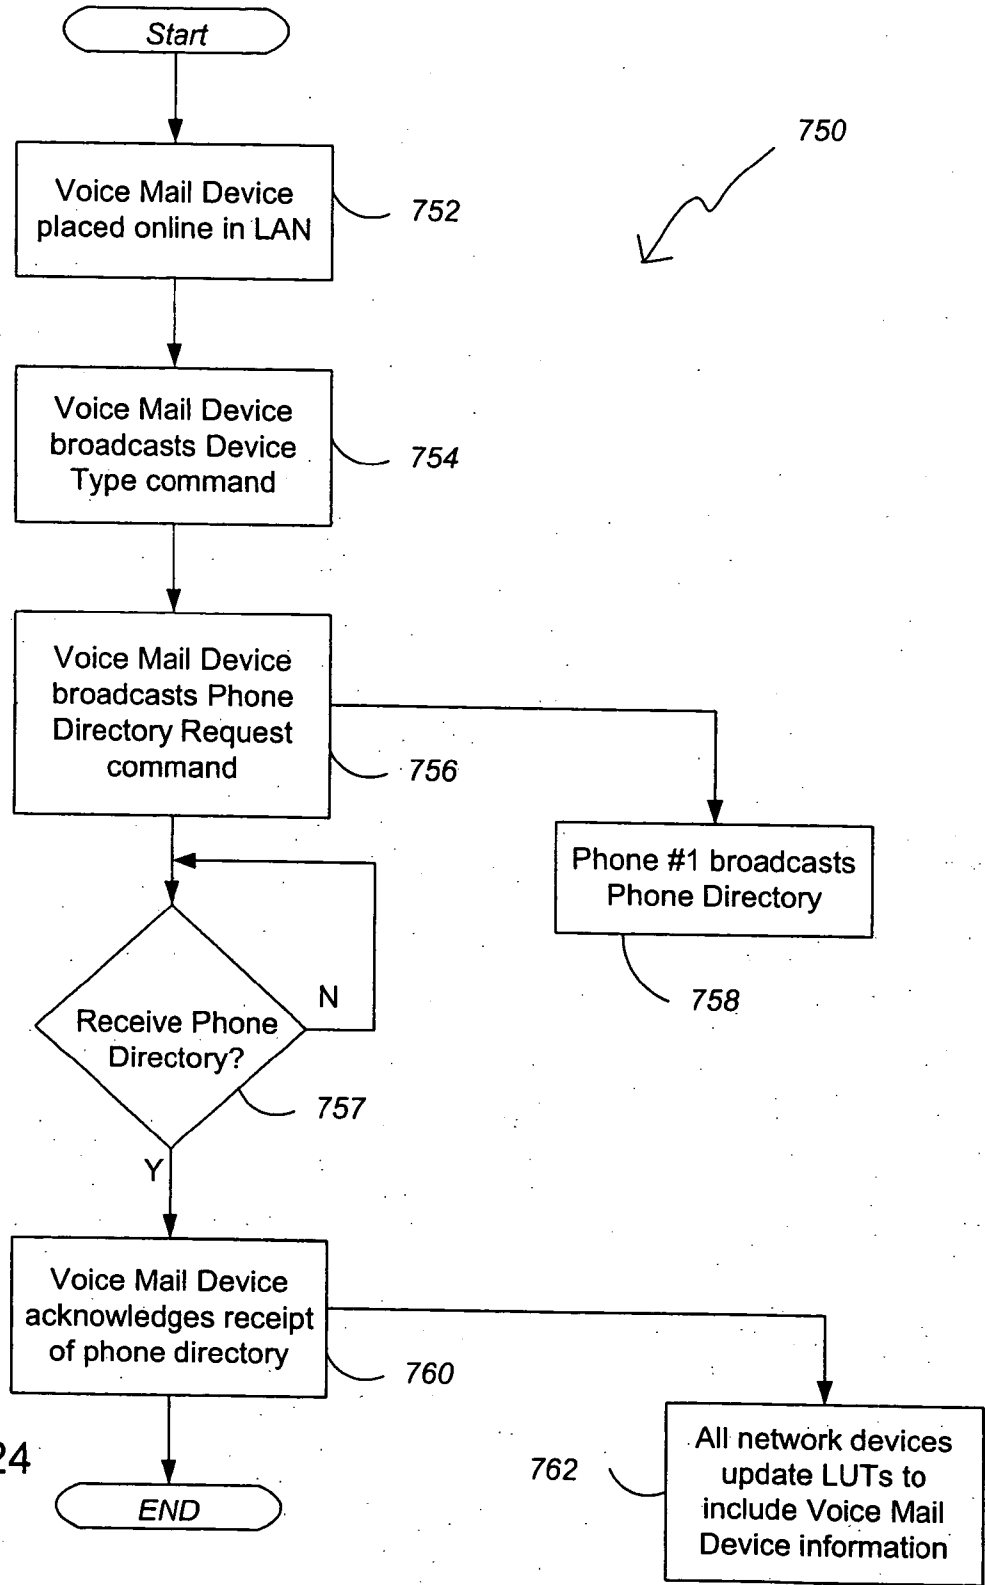 Start
750
Voice Mail Device
placed online in LAN
752
Voice Mail Device
broadcasts Device
Type command
754
Voice Mail Device
broadcasts Phone
Directory Request
command
756
Phone #1 broadcasts
Phone Directory
758
N
Receive Phone
Directory?
757
Y
Voice Mail Device
acknowledges receipt
of phone directory
760
24
END
762
All network devices
update LUTs to
include Voice Mail
Device information